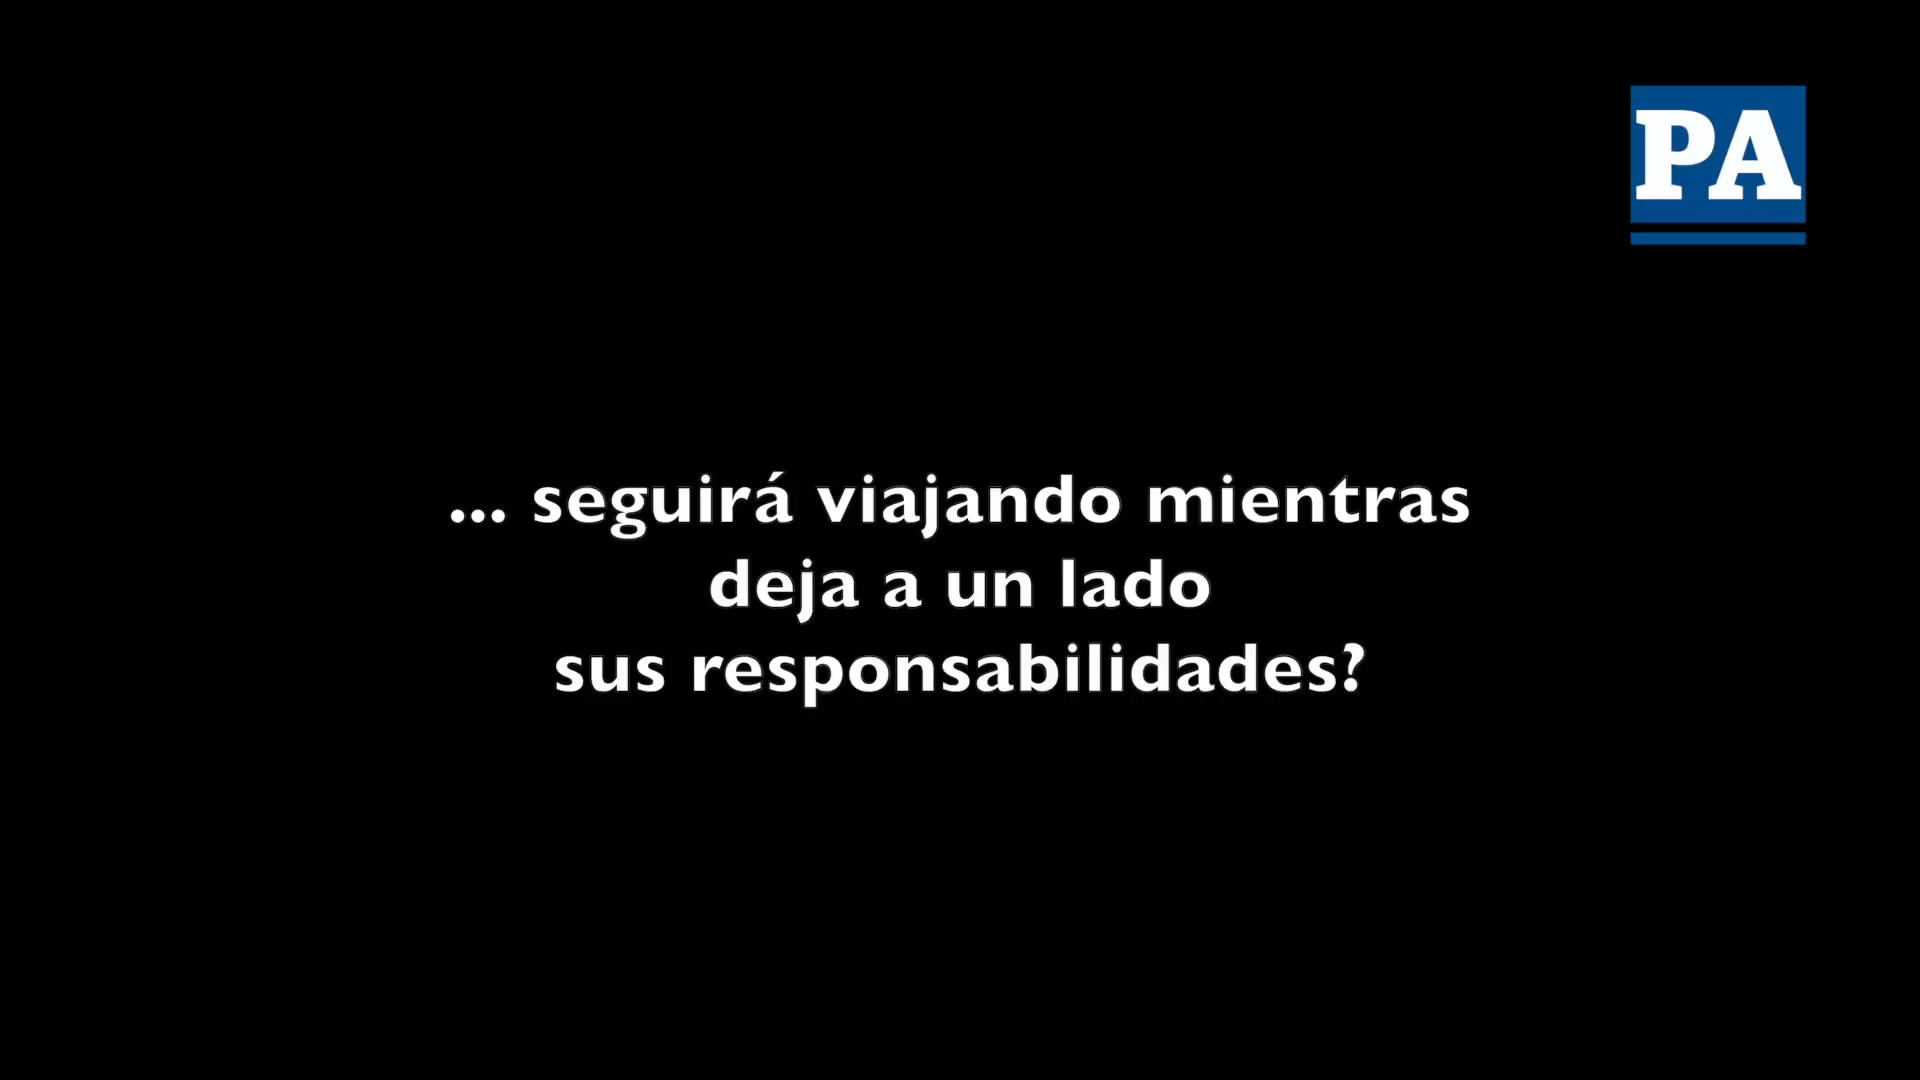 PA
... seguirá viajando mientras
deja a un lado
sus responsabilidades?